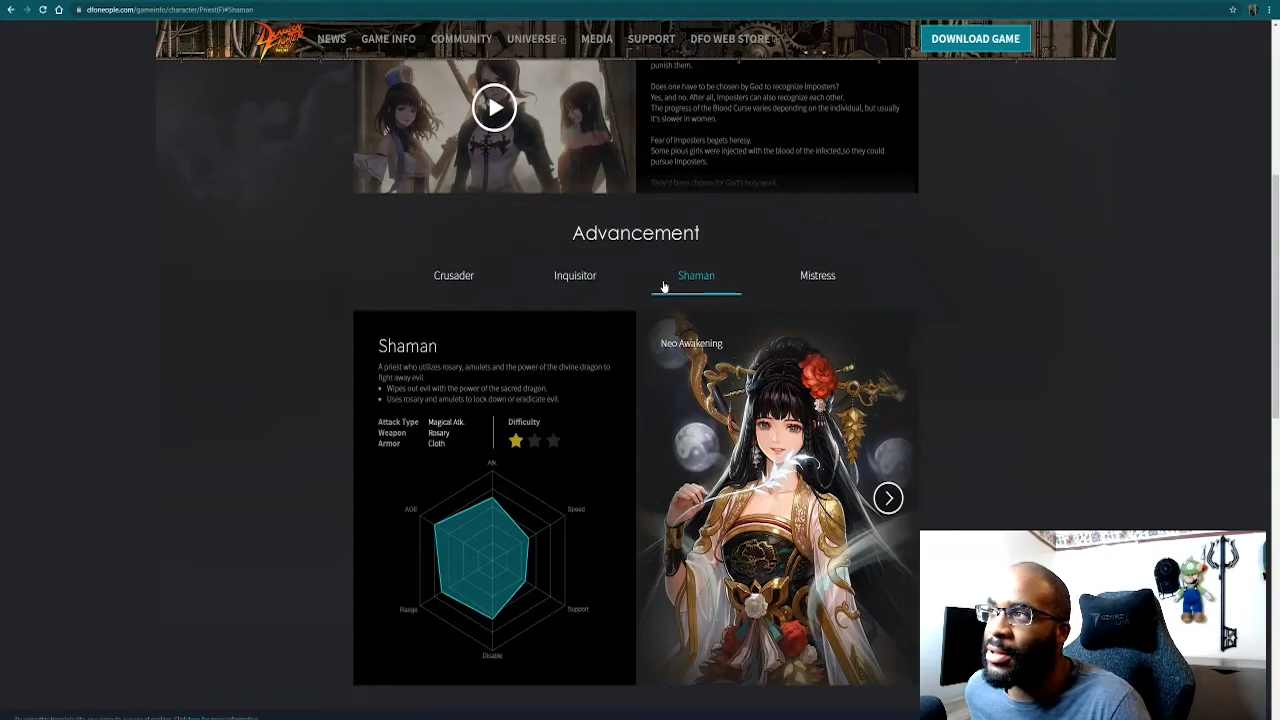 dfoneople.com/gameinfo/character/Priest(F)#Shaman
NEWS GAME INFO COMMUNITY UNIVERSE MEDIA SUPPORT DFO WEB STORE
DOWNLOAD GAME
punish them.
Does one have to be chosen by God to recognize Imposters?
Yes, and no. After all, Imposters can also recognize each other.
The progress of the Blood Curse varies depending on the individual, but usually
it's slower in women.
Fear of Imposters begets heresy.
Some pious girls were injected with the blood of the infected,so they could
pursue Imposters.
They'd been chosen for God's holy work.
Advancement
Crusader
Inquisitor
Shaman
Mistress
Shaman
A priest who utilizes rosary, amulets and the power of the divine dragon to
fight away evil.
Wipes out evil with the power of the sacred dragon.
Uses rosary and amulets to lock down or eradicate evil.
Attack Type Magical Atk.
Weapon Rosary
Armor Cloth
Difficulty
Atk
Speed
Support
Disable
Range
AOE
Neo Awakening